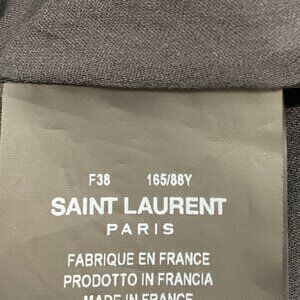 F38 165/88Y
SAINT LAURENT
PARIS
FABRIQUE EN FRANCE
PRODOTTO IN FRANCIA
MADE IN FRANCE